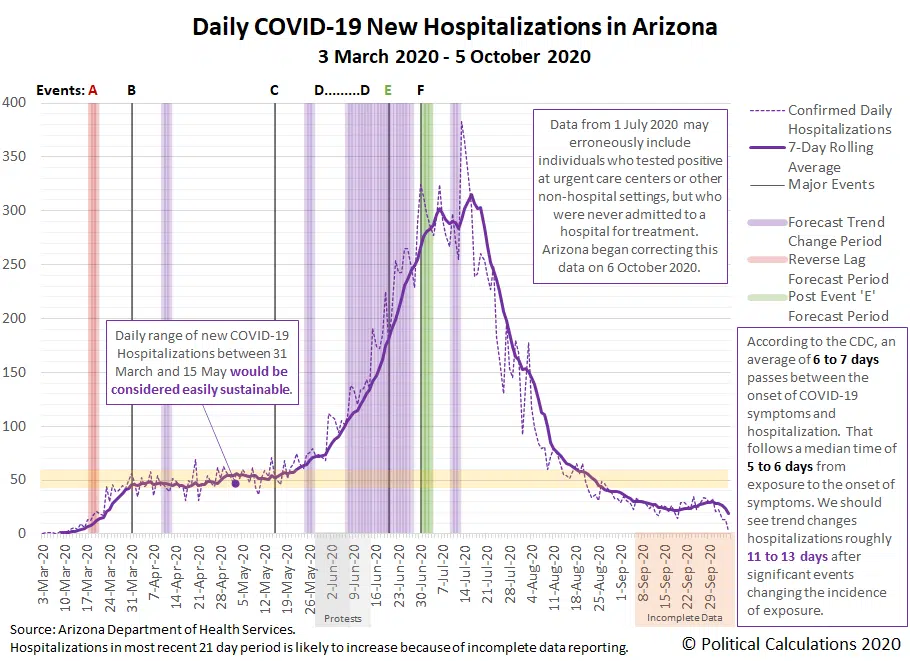 Daily COVID-19 New Hospitalizations in Arizona
3 March 2020 - 5 October 2020
Events: A B C D.........D E F
400
350
300
250
200
150
100
50
0
Data from 1 July 2020 may
erroneously include
individuals who tested positive
at urgent care centers or other
non-hospital settings, but who
were never admitted to a
hospital for treatment.
Arizona began correcting this
data on 6 October 2020.
Daily range of new COVID-19
Hospitalizations between 31
March and 15 May would be
considered easily sustainable.
Confirmed Daily
Hospitalizations
7-Day Rolling
Average
Major Events
Forecast Trend
Change Period
Reverse Lag
Forecast Period
Post Event 'E'
Forecast Period
According to the CDC, an
average of 6 to 7 days
passes between the
onset of COVID-19
symptoms and
hospitalization. That
follows a median time of
5 to 6 days from
exposure to the onset of
symptoms. We should
see trend changes
hospitalizations roughly
11 to 13 days after
significant events
changing the incidence
of exposure.
3-Mar-20
10-Mar-20
17-Mar-20
24-Mar-20
31-Mar-20
7-Apr-20
14-Apr-20
21-Apr-20
28-Apr-20
5-May-20
12-May-20
19-May-20
26-May-20
2-Jun-20
9-Jun-20
16-Jun-20
23-Jun-20
30-Jun-20
7-Jul-20
14-Jul-20
21-Jul-20
28-Jul-20
4-Aug-20
11-Aug-20
18-Aug-20
25-Aug-20
1-Sep-20
8-Sep-20
15-Sep-20
22-Sep-20
29-Sep-20
Protests
Incomplete Data
Source: Arizona Department of Health Services.
Hospitalizations in most recent 21 day period is likely to increase because of incomplete data reporting.
© Political Calculations 2020